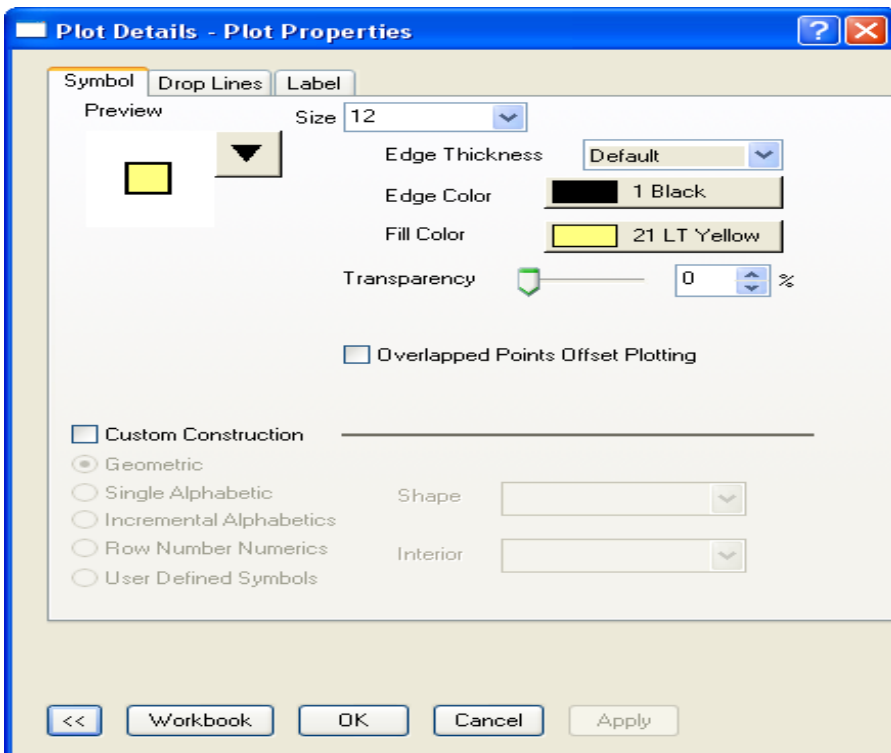 Plot Details - Plot Properties
Symbol Drop Lines Label
Preview Size 12
Edge Thickness Default
Edge Color 1 Black
Fill Color 21 LT Yellow
Transparency 0 %
Overlapped Points Offset Plotting
Custom Construction
Geometric
Single Alphabetic Shape
Incremental Alphabetics
Row Number Numerics Interior
User Defined Symbols
<< Workbook OK Cancel Apply